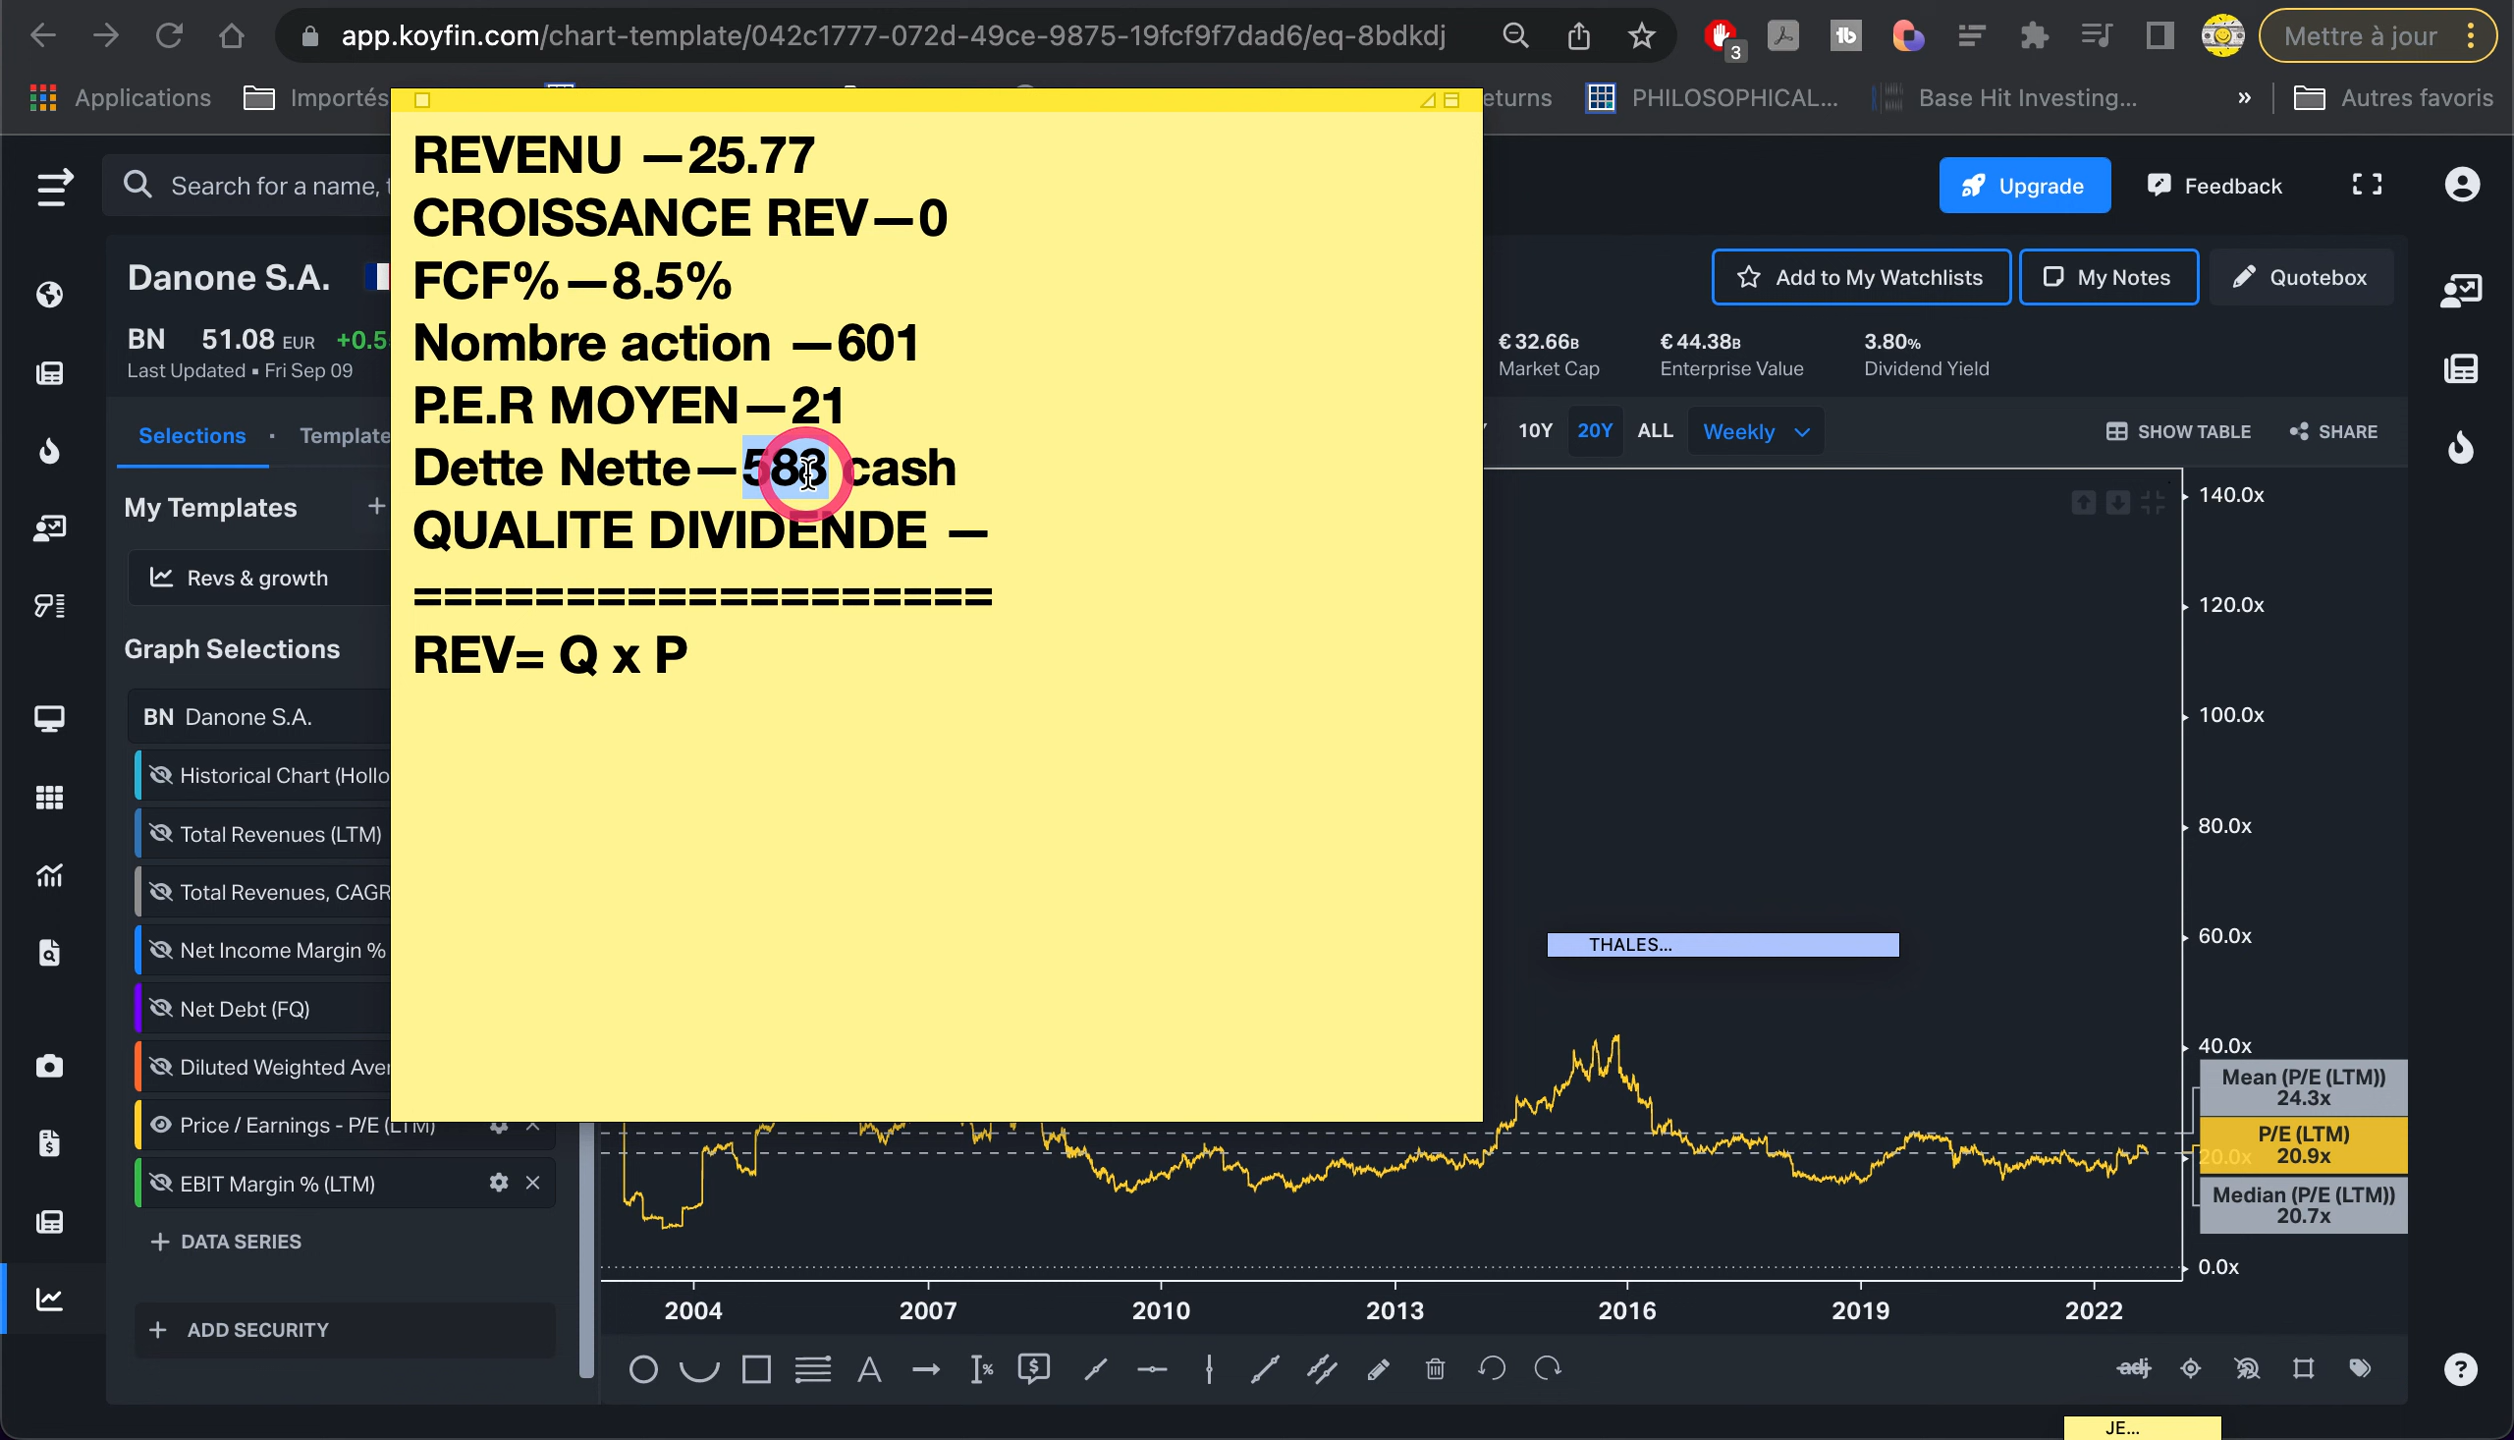 app.koyfin.com/chart-template/042c1777-072d-49ce-9875-19fcf9f7dad6/eq-8bdkdj
3
Mettre à jour
Applications
Importés
eturns
PHILOSOPHICAL...
Base Hit Investing...
»
Autres favoris
REVENU —25.77
CROISSANCE REV—0
FCF%—8.5%
Nombre action —601
P.E.R MOYEN—21
Dette Nette—583 cash
QUALITE DIVIDENDE —
===================
REV= Q x P
Search for a name, t
Upgrade
Feedback
Danone S.A.
BN 51.08 EUR +0.5
Last Updated ▪ Fri Sep 09
Add to My Watchlists
My Notes
Quotebox
€ 32.66B
Market Cap
€ 44.38B
Enterprise Value
3.80%
Dividend Yield
Selections · Template
10Y 20Y ALL Weekly
SHOW TABLE
SHARE
My Templates +
Revs & growth
Graph Selections
BN Danone S.A.
Historical Chart (Hollo
Total Revenues (LTM)
Total Revenues, CAGR
Net Income Margin %
Net Debt (FQ)
Diluted Weighted Aver
Price / Earnings - P/E (LTM)
EBIT Margin % (LTM)
+ DATA SERIES
+ ADD SECURITY
140.0x
120.0x
100.0x
80.0x
60.0x
40.0x
20.0x
0.0x
THALES...
Mean (P/E (LTM))
24.3x
P/E (LTM)
20.9x
Median (P/E (LTM))
20.7x
2004 2007 2010 2013 2016 2019 2022
A
adj
?
JE...